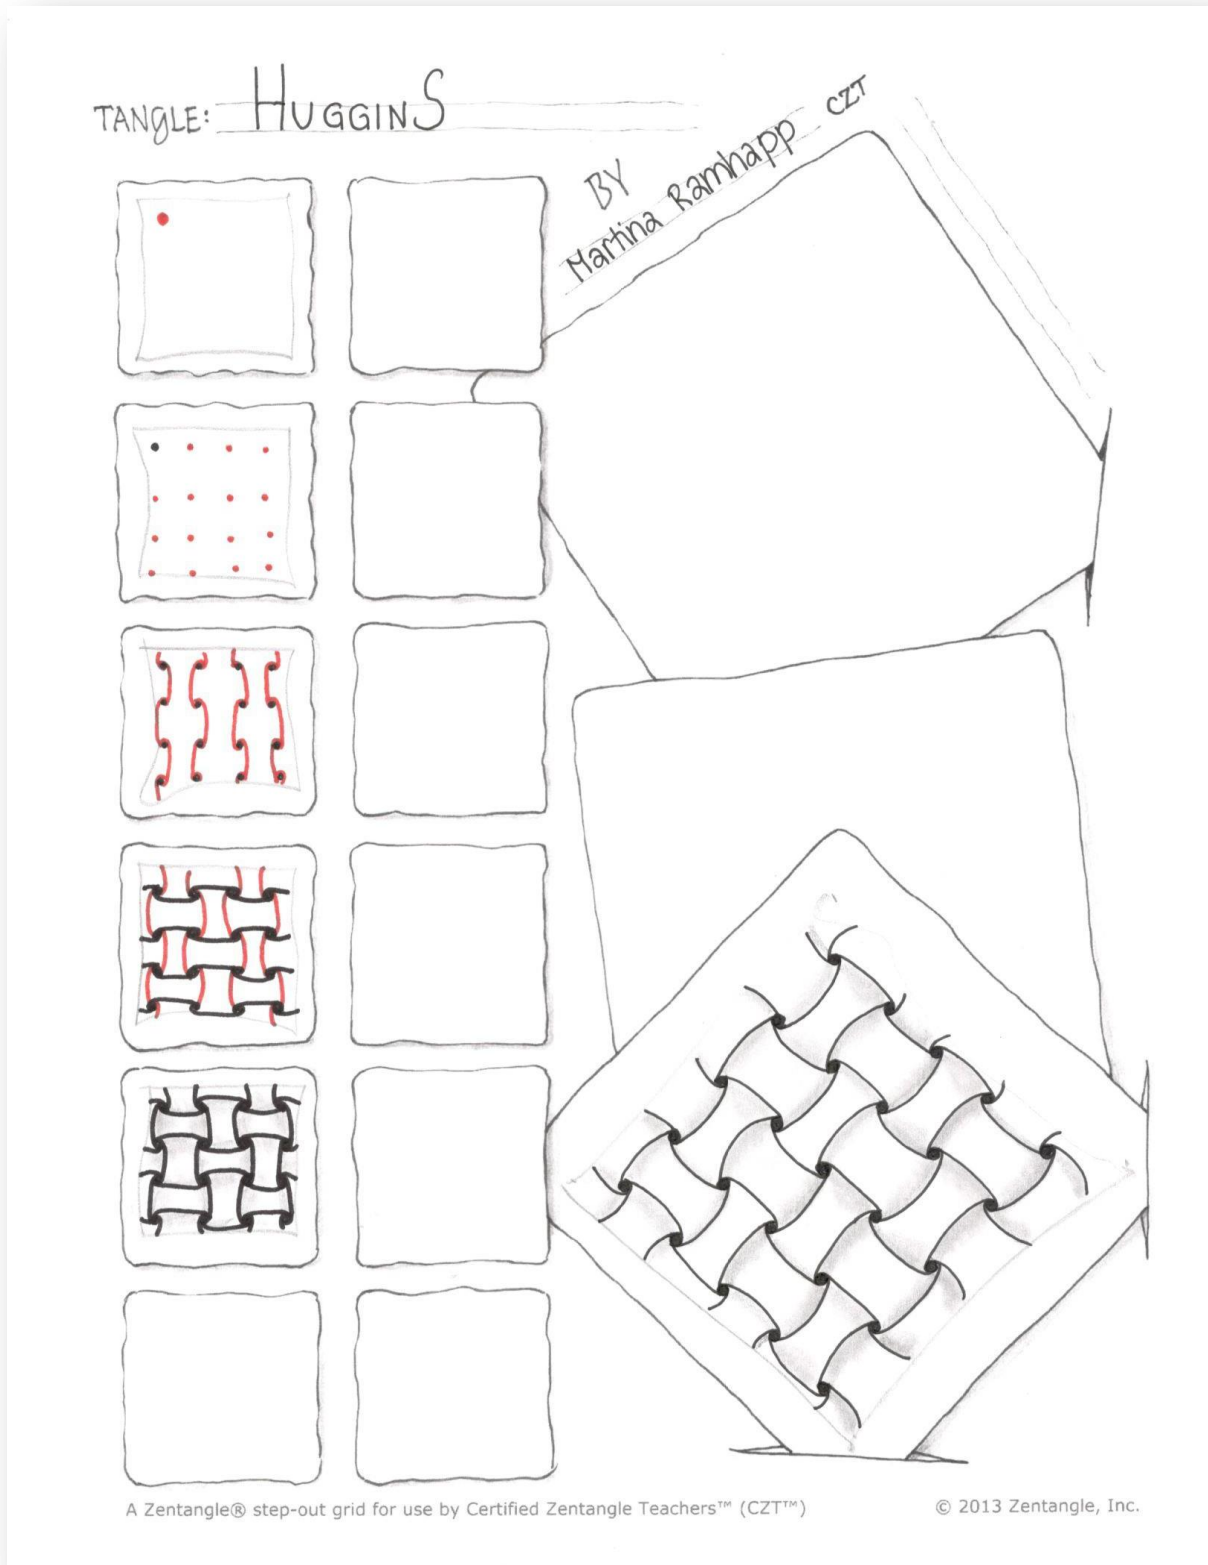 TANGLE: HUGGINS
BY
Martina Ramhapp CZT
A Zentangle® step-out grid for use by Certified Zentangle Teachers™ (CZT™)
© 2013 Zentangle, Inc.